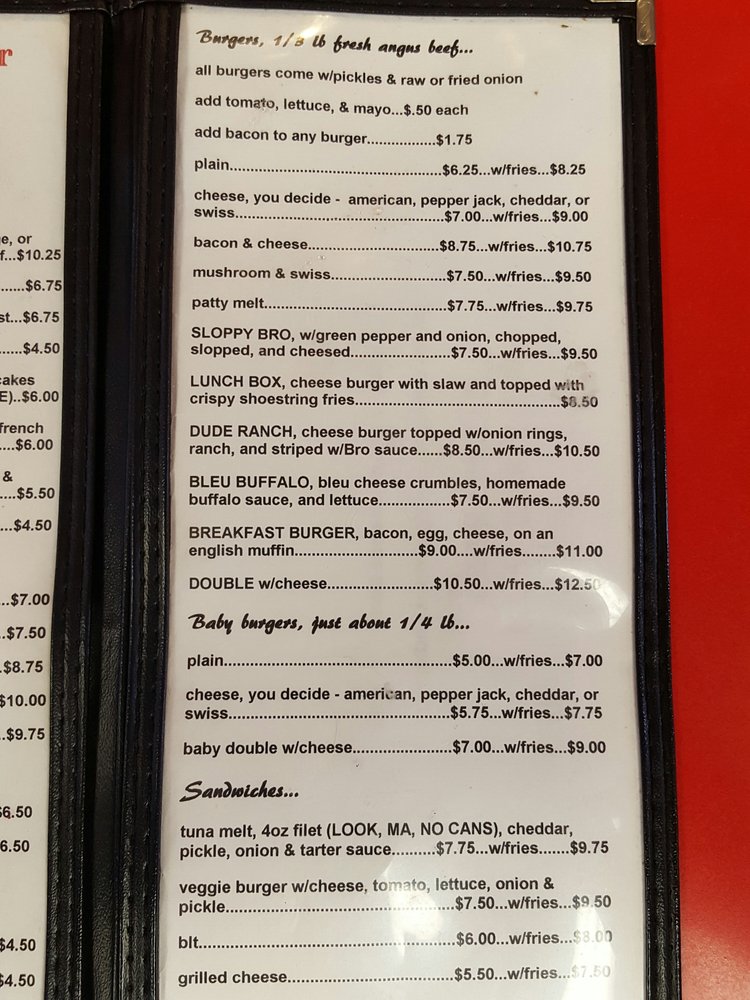 r
e, or
f...$10.25
......$6.75
st...$6.75
......$4.50
cakes
E)..$6.00
french
....$6.00
&
....$5.50
...$4.50
...$7.00
..$7.50
.$8.75
$10.00
..$9.75
$6.50
6.50
$4.50
$4.50
Burgers, 1/3 lb fresh angus beef...
all burgers come w/pickles & raw or fried onion
add tomato, lettuce, & mayo...$.50 each
add bacon to any burger.................$1.75
plain.....................................................$6.25...w/fries...$8.25
cheese, you decide - american, pepper jack, cheddar, or
swiss....................................................$7.00...w/fries...$9.00
bacon & cheese.................................$8.75...w/fries...$10.75
mushroom & swiss.............................$7.50...w/fries...$9.50
patty melt.............................................$7.75...w/fries...$9.75
SLOPPY BRO, w/green pepper and onion, chopped,
slopped, and cheesed.........................$7.50...w/fries...$9.50
LUNCH BOX, cheese burger with slaw and topped with
crispy shoestring fries..................................................$8.50
DUDE RANCH, cheese burger topped w/onion rings,
ranch, and striped w/Bro sauce......$8.50...w/fries...$10.50
BLEU BUFFALO, bleu cheese crumbles, homemade
buffalo sauce, and lettuce..................$7.50...w/fries...$9.50
BREAKFAST BURGER, bacon, egg, cheese, on an
english muffin...............................$9.00....w/fries........$11.00
DOUBLE w/cheese..........................$10.50...w/fries...$12.50
Baby burgers, just about 1/4 lb...
plain........................................................$5.00...w/fries...$7.00
cheese, you decide - american, pepper jack, cheddar, or
swiss......................................................$5.75...w/fries...$7.75
baby double w/cheese........................$7.00...w/fries...$9.00
Sandwiches...
tuna melt, 4oz filet (LOOK, MA, NO CANS), cheddar,
pickle, onion & tarter sauce..........$7.75...w/fries.......$9.75
veggie burger w/cheese, tomato, lettuce, onion &
pickle.......................................................$7.50...w/fries...$9.50
blt..............................................................$6.00...w/fries...$8.00
grilled cheese........................................$5.50...w/fries...$7.50